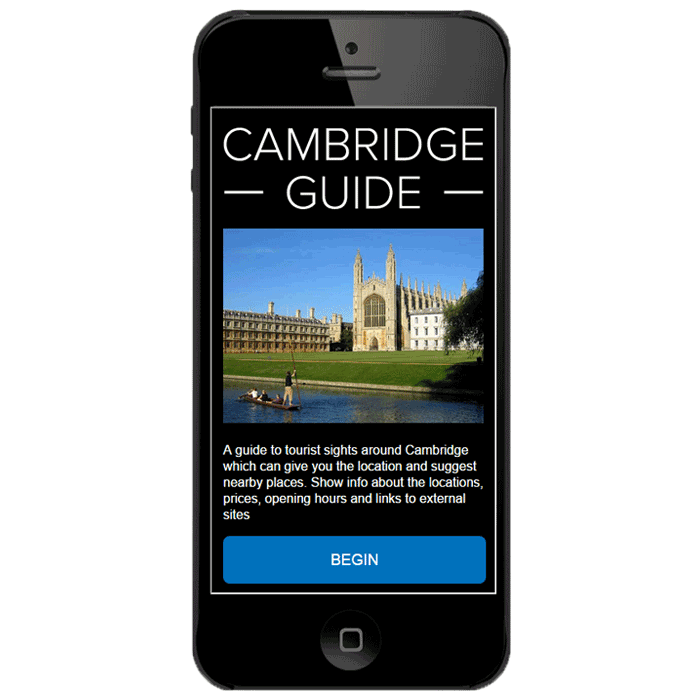 CAMBRIDGE
— GUIDE —
A guide to tourist sights around Cambridge
which can give you the location and suggest
nearby places. Show info about the locations,
prices, opening hours and links to external
sites
BEGIN